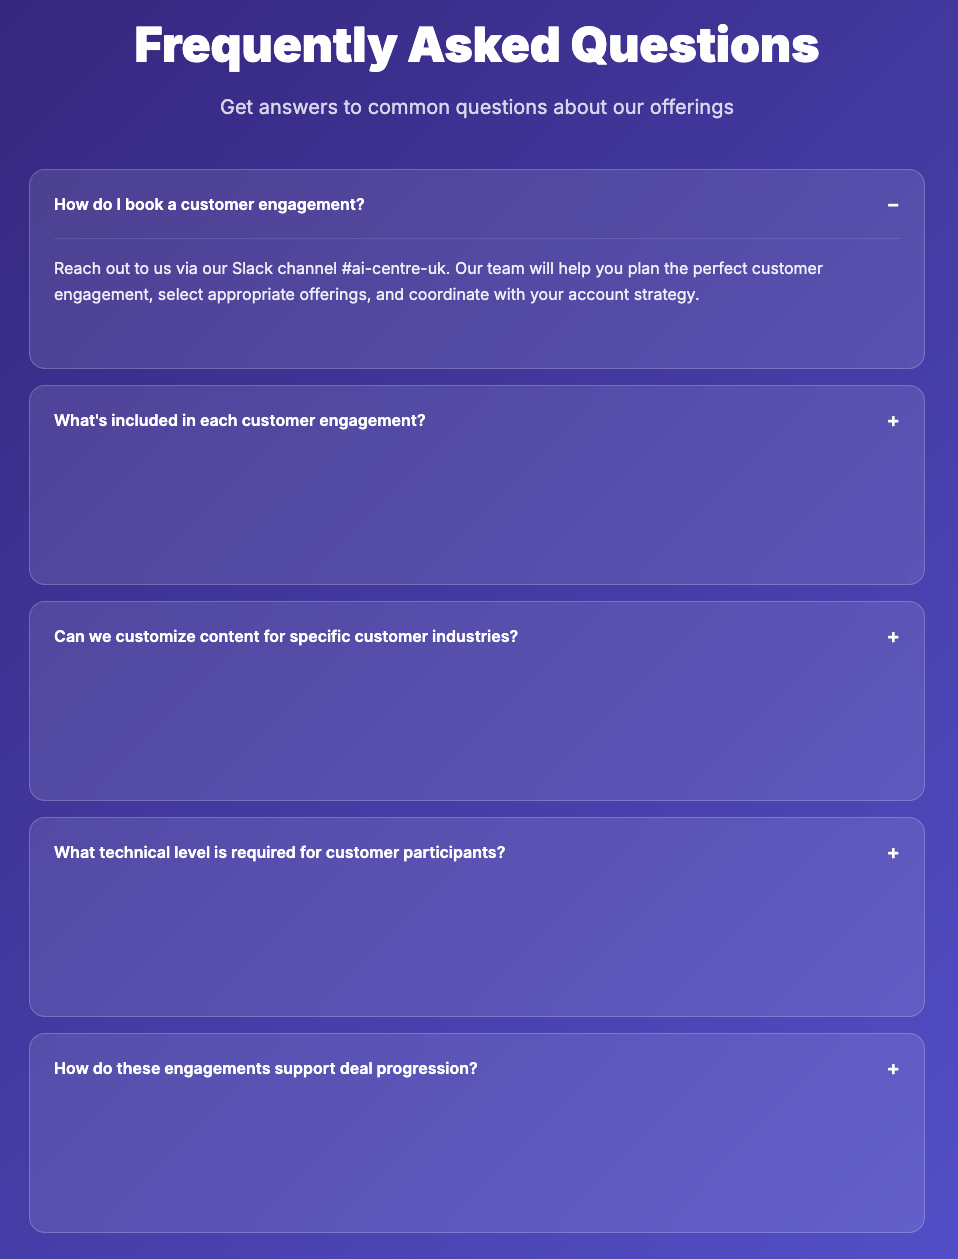 Frequently Asked Questions
Get answers to common questions about our offerings
How do I book a customer engagement? −
Reach out to us via our Slack channel #ai-centre-uk. Our team will help you plan the perfect customer
engagement, select appropriate offerings, and coordinate with your account strategy.
What's included in each customer engagement? +
Can we customize content for specific customer industries? +
What technical level is required for customer participants? +
How do these engagements support deal progression? +